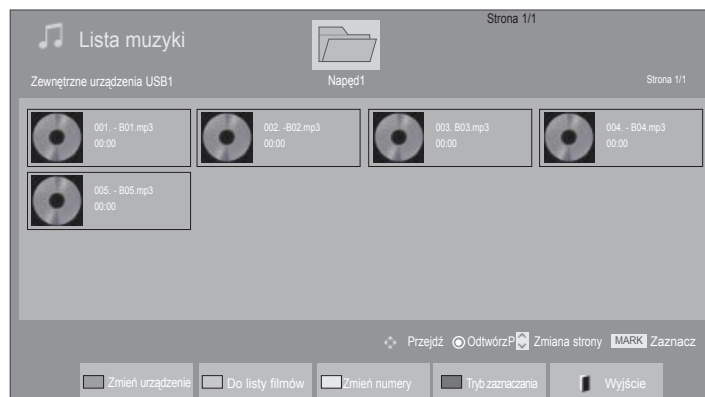 Strona 1/1
Lista muzyki
Zewnętrzne urządzenia USB1
Napęd1
Strona 1/1
001. - B01.mp3
00:00
002. -B02.mp3
00:00
003. B03.mp3
00:00
004. - B04.mp3
00:00
005. - B05.mp3
00:00
Przejdź OdtwórzP Zmiana strony MARK Zaznacz
Zmień urządzenie Do listy filmów Zmień numery Tryb zaznaczania Wyjście